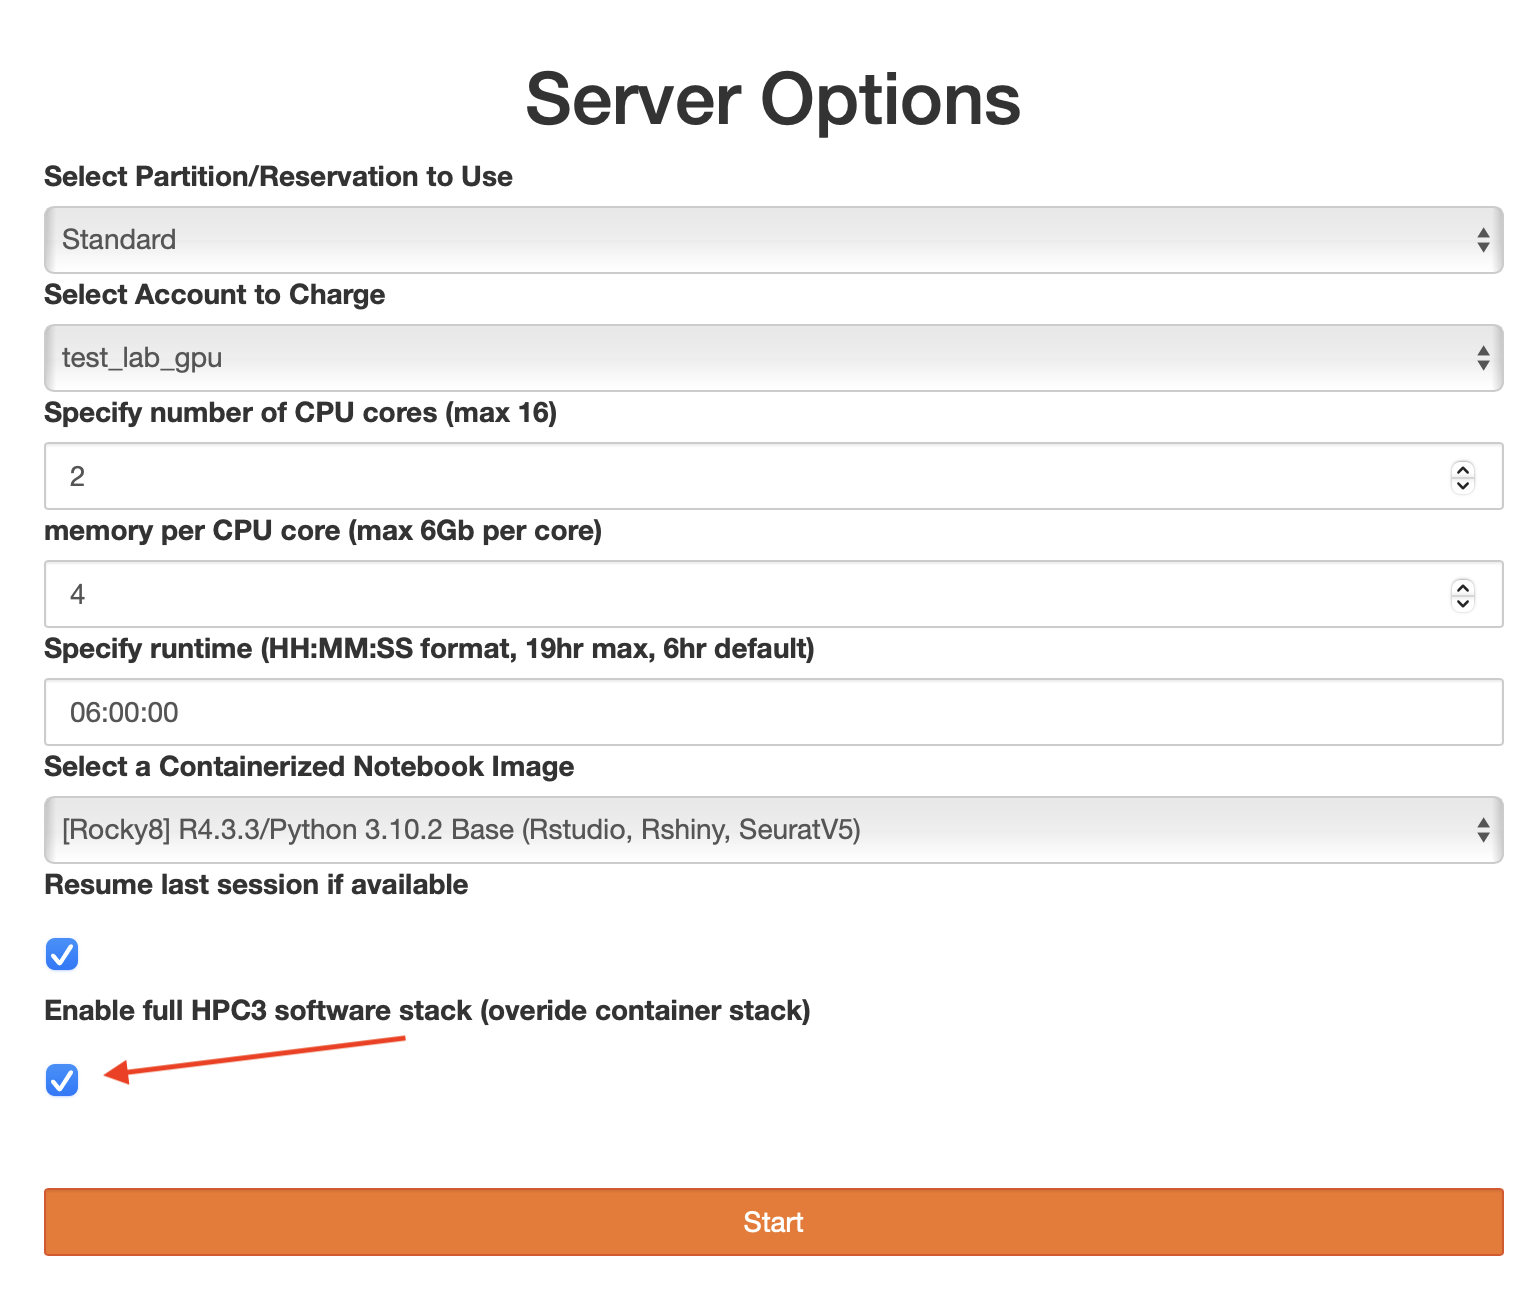 Server Options
Select Partition/Reservation to Use
Standard
Select Account to Charge
test_lab_gpu
Specify number of CPU cores (max 16)
2
memory per CPU core (max 6Gb per core)
4
Specify runtime (HH:MM:SS format, 19hr max, 6hr default)
06:00:00
Select a Containerized Notebook Image
[Rocky8] R4.3.3/Python 3.10.2 Base (Rstudio, Rshiny, SeuratV5)
Resume last session if available
Enable full HPC3 software stack (overide container stack)
Start